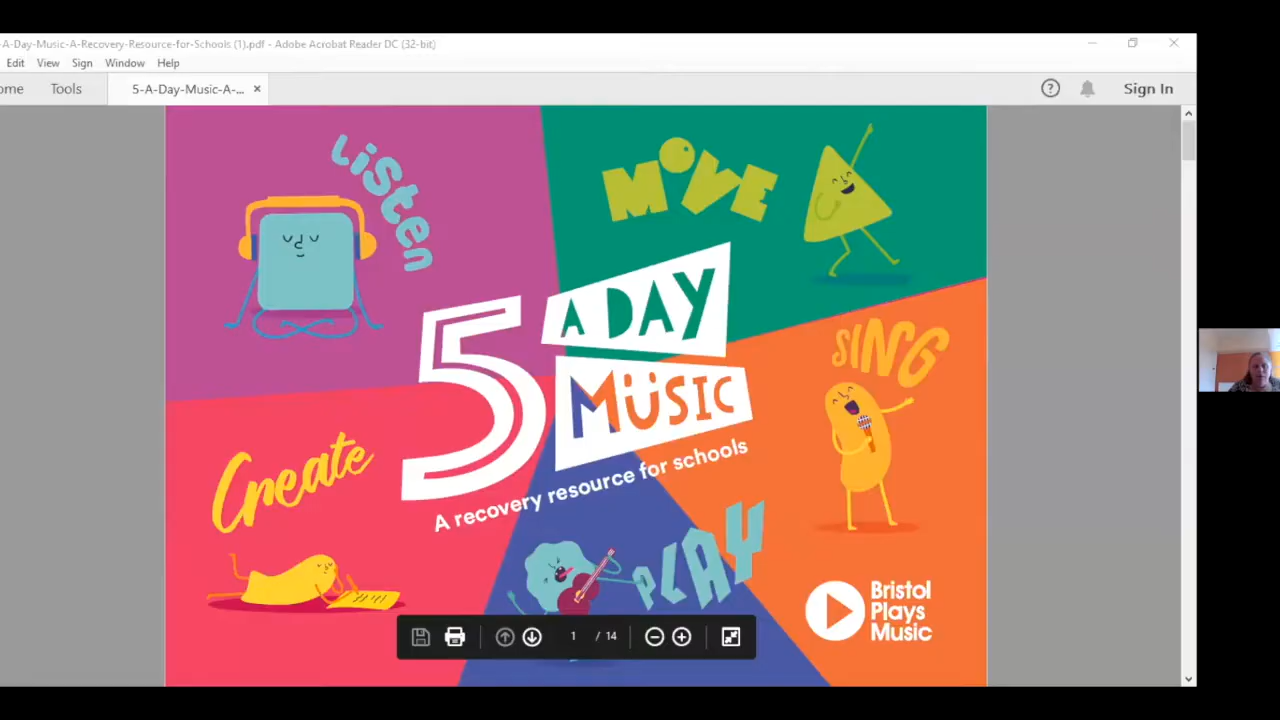 -A-Day-Music-A-Recovery-Resource-for-Schools (1).pdf - Adobe Acrobat Reader DC (32-bit)
Edit View Sign Window Help
ome Tools 5-A-Day-Music-A-... × Sign In
Listen
MOVE
5 A DAY
MÜSIC
A recovery resource for schools
SING
Create
PLAY
Bristol
Plays
Music
1 / 14